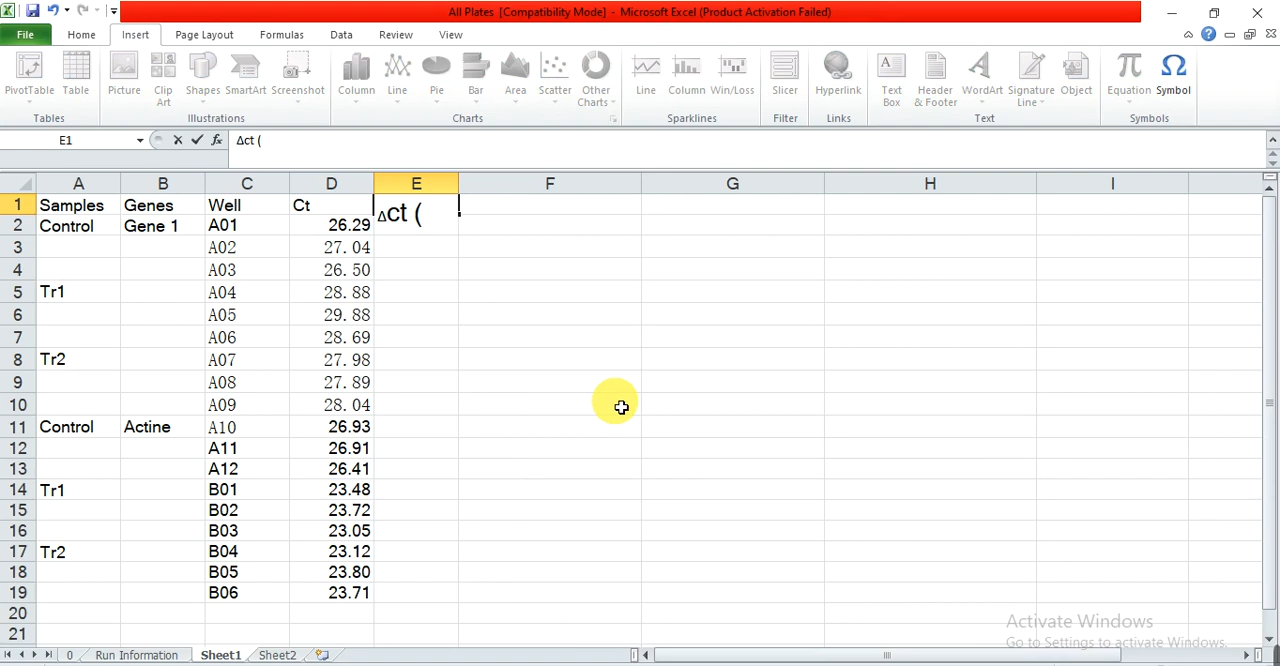 All Plates [Compatibility Mode] - Microsoft Excel (Product Activation Failed)
File Home Insert Page Layout Formulas Data Review View
PivotTable Table Picture Clip Art Shapes SmartArt Screenshot Column Line Pie Bar Area Scatter Other Charts Line Column Win/Loss Slicer Hyperlink Text Box Header & Footer WordArt Signature Line Object Equation Symbol
Tables Illustrations Charts Sparklines Filter Links Text Symbols
E1 fx Δct (
A B C D E F G H I
1 Samples Genes Well Ct Δct (
2 Control Gene 1 A01 26.29
3 A02 27.04
4 A03 26.50
5 Tr1 A04 28.88
6 A05 29.88
7 A06 28.69
8 Tr2 A07 27.98
9 A08 27.89
10 A09 28.04
11 Control Actine A10 26.93
12 A11 26.91
13 A12 26.41
14 Tr1 B01 23.48
15 B02 23.72
16 B03 23.05
17 Tr2 B04 23.12
18 B05 23.80
19 B06 23.71
20
21
Activate Windows
Go to Settings to activate Windows.
0 Run Information Sheet1 Sheet2